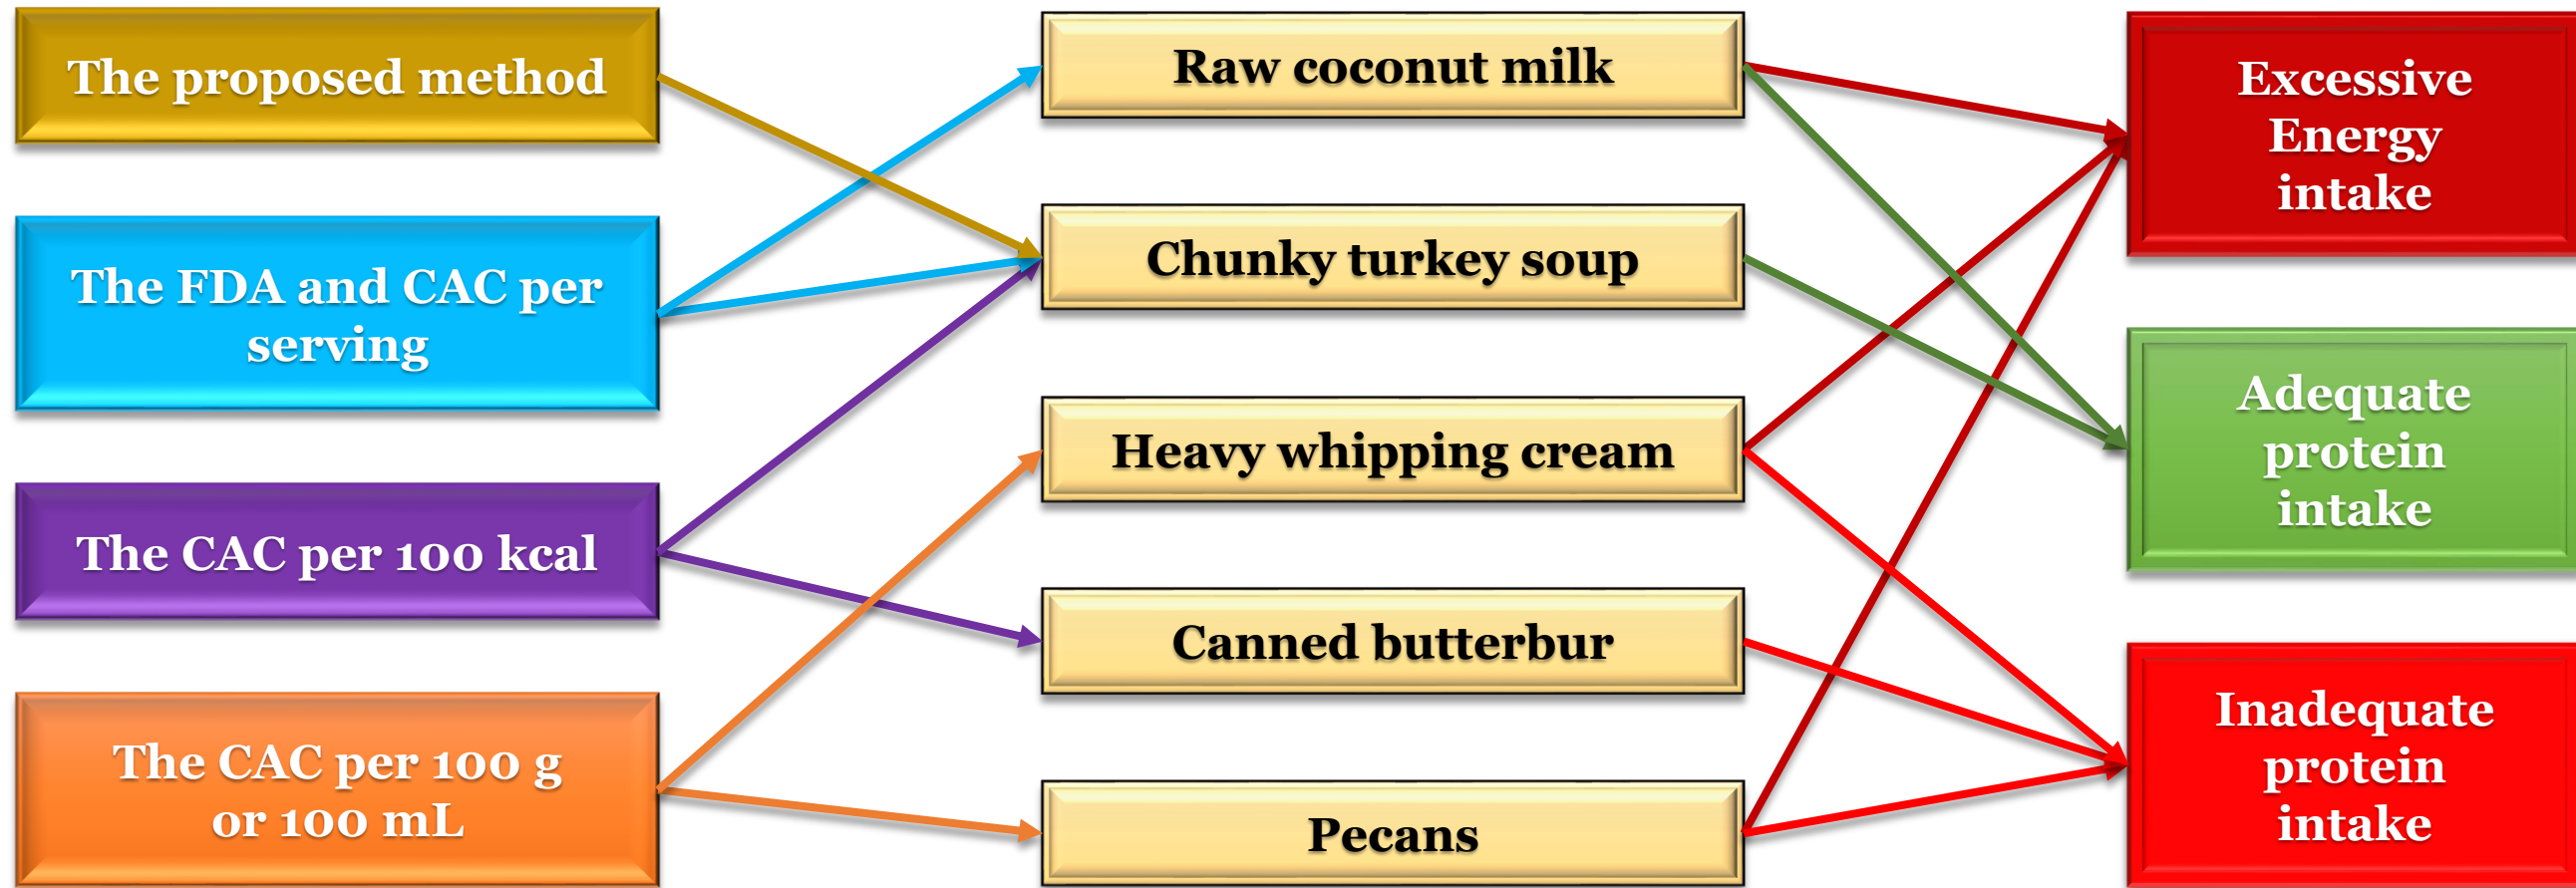 The proposed method
The FDA and CAC per
serving
The CAC per 100 kcal
The CAC per 100 g
or 100 mL
Raw coconut milk
Chunky turkey soup
Heavy whipping cream
Canned butterbur
Pecans
Excessive
Energy
intake
Adequate
protein
intake
Inadequate
protein
intake